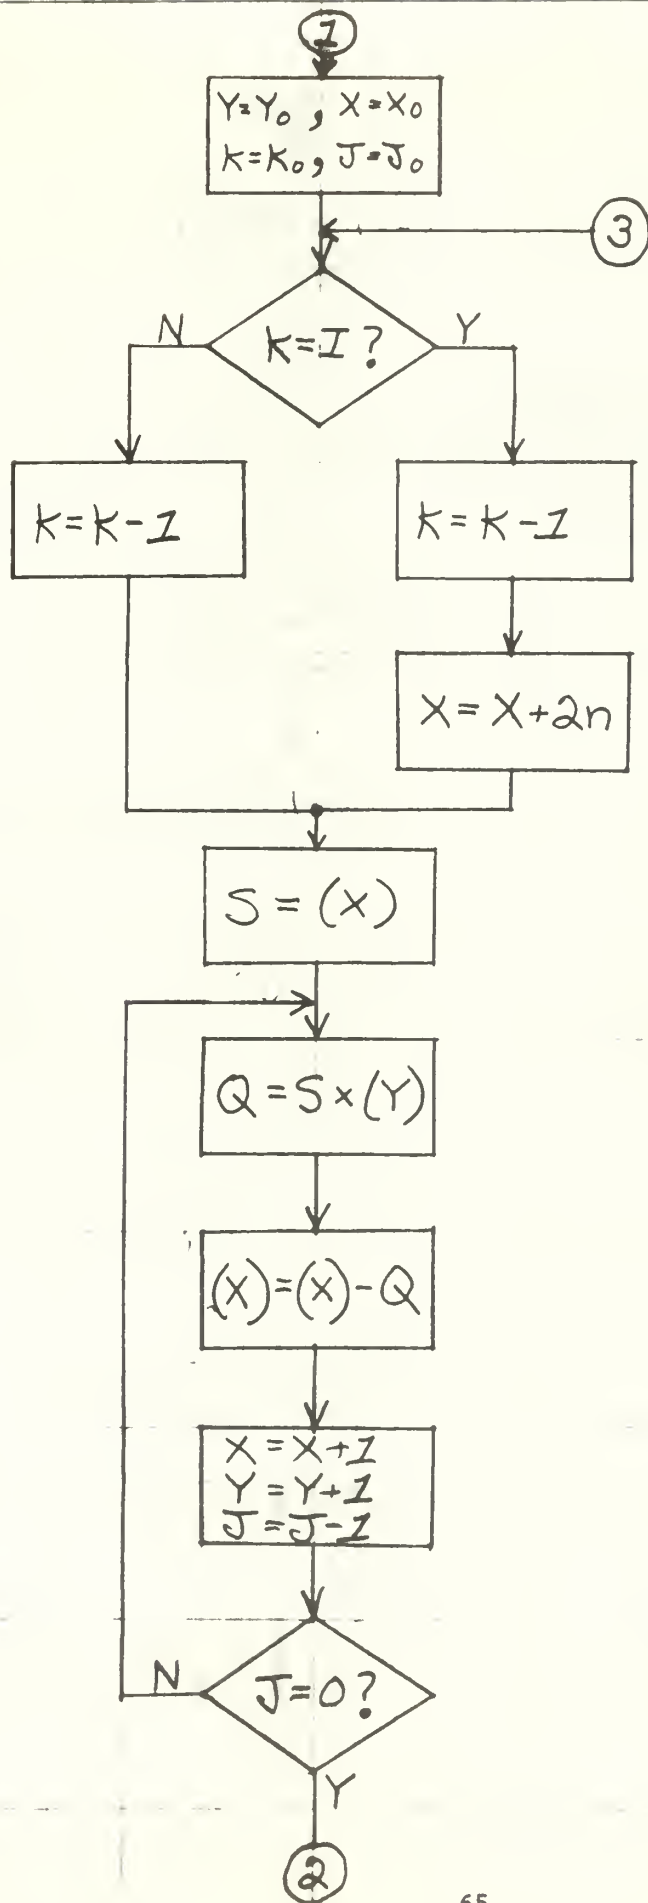 1
Y=Y₀, X=X₀
K=K₀, J=J₀
3
K=I?
N
Y
K=K-1
K=K-1
X=X+2n
S=(X)
Q=S×(Y)
(X)=(X)-Q
X=X+1
Y=Y+1
J=J-1
J=0?
N
Y
2
65